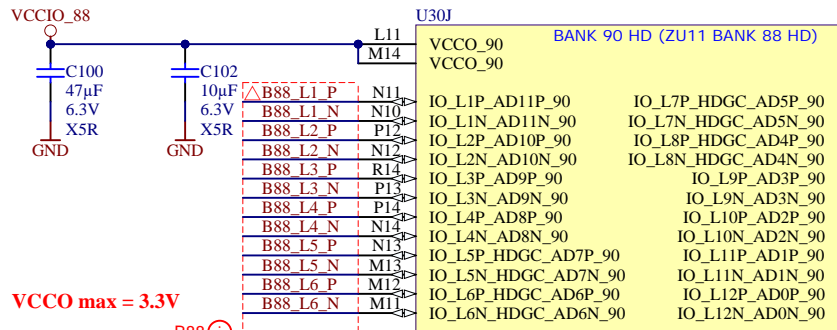 VCCIO_88
U30J
BANK 90 HD (ZU11 BANK 88 HD)
L11 VCCO_90
M14 VCCO_90
C100
47µF
6.3V
X5R
GND
C102
10µF
6.3V
X5R
GND
B88_L1_P N11 IO_L1P_AD11P_90 IO_L7P_HDGC_AD5P_90
B88_L1_N N10 IO_L1N_AD11N_90 IO_L7N_HDGC_AD5N_90
B88_L2_P P12 IO_L2P_AD10P_90 IO_L8P_HDGC_AD4P_90
B88_L2_N N12 IO_L2N_AD10N_90 IO_L8N_HDGC_AD4N_90
B88_L3_P R14 IO_L3P_AD9P_90 IO_L9P_AD3P_90
B88_L3_N P13 IO_L3N_AD9N_90 IO_L9N_AD3N_90
B88_L4_P P14 IO_L4P_AD8P_90 IO_L10P_AD2P_90
B88_L4_N N14 IO_L4N_AD8N_90 IO_L10N_AD2N_90
B88_L5_P N13 IO_L5P_HDGC_AD7P_90 IO_L11P_AD1P_90
B88_L5_N M13 IO_L5N_HDGC_AD7N_90 IO_L11N_AD1N_90
B88_L6_P M12 IO_L6P_HDGC_AD6P_90 IO_L12P_AD0P_90
B88_L6_N M11 IO_L6N_HDGC_AD6N_90 IO_L12N_AD0N_90
VCCO max = 3.3V
B88